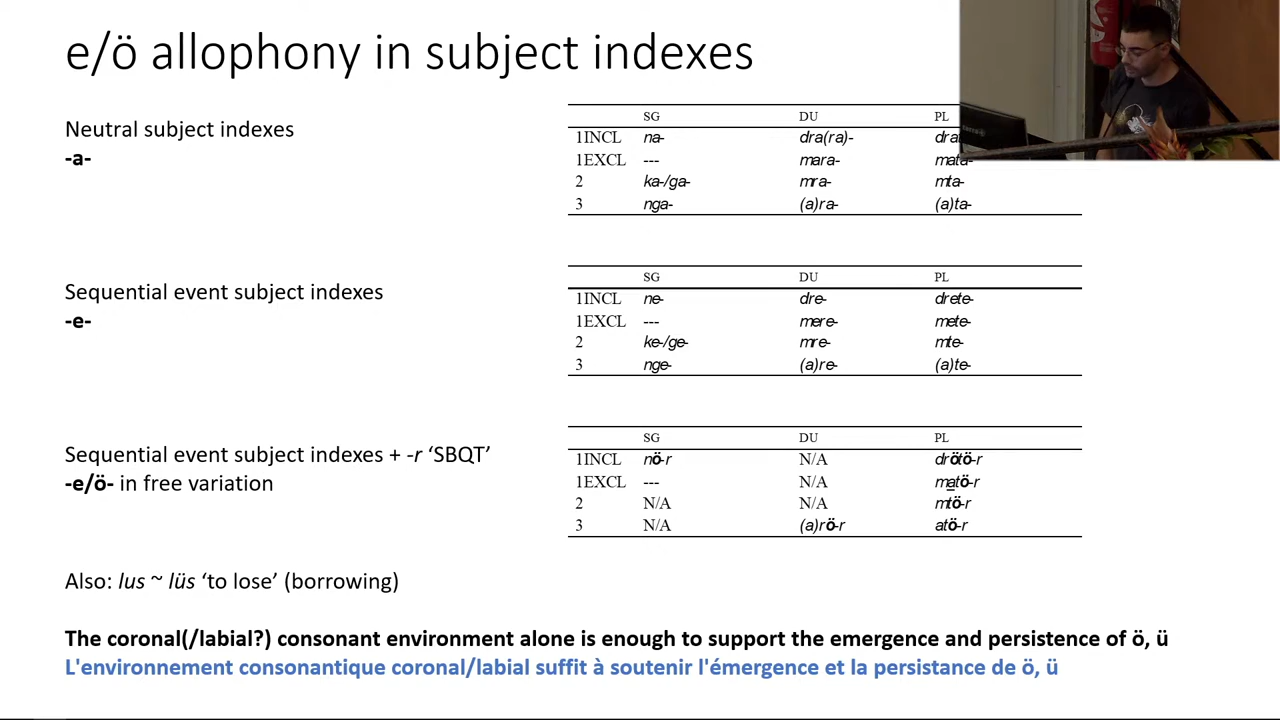 e/ö allophony in subject indexes
Neutral subject indexes
-a-
SG DU PL
1INCL na- dra(ra)-
1EXCL --- mara- mata-
2 ka-/ga- mra- mta-
3 nga- (a)ra- (a)ta-
Sequential event subject indexes
-e-
SG DU PL
1INCL ne- dre- drete-
1EXCL --- mere- mete-
2 ke-/ge- mre- mte-
3 nge- (a)re- (a)te-
Sequential event subject indexes + -r ‘SBQT’
-e/ö- in free variation
SG DU PL
1INCL nö-r N/A drötö-r
1EXCL --- N/A matö-r
2 N/A N/A mtö-r
3 N/A (a)rö-r atö-r
Also: lus ~ lüs ‘to lose’ (borrowing)
The coronal(/labial?) consonant environment alone is enough to support the emergence and persistence of ö, ü
L'environnement consonantique coronal/labial suffit à soutenir l'émergence et la persistance de ö, ü